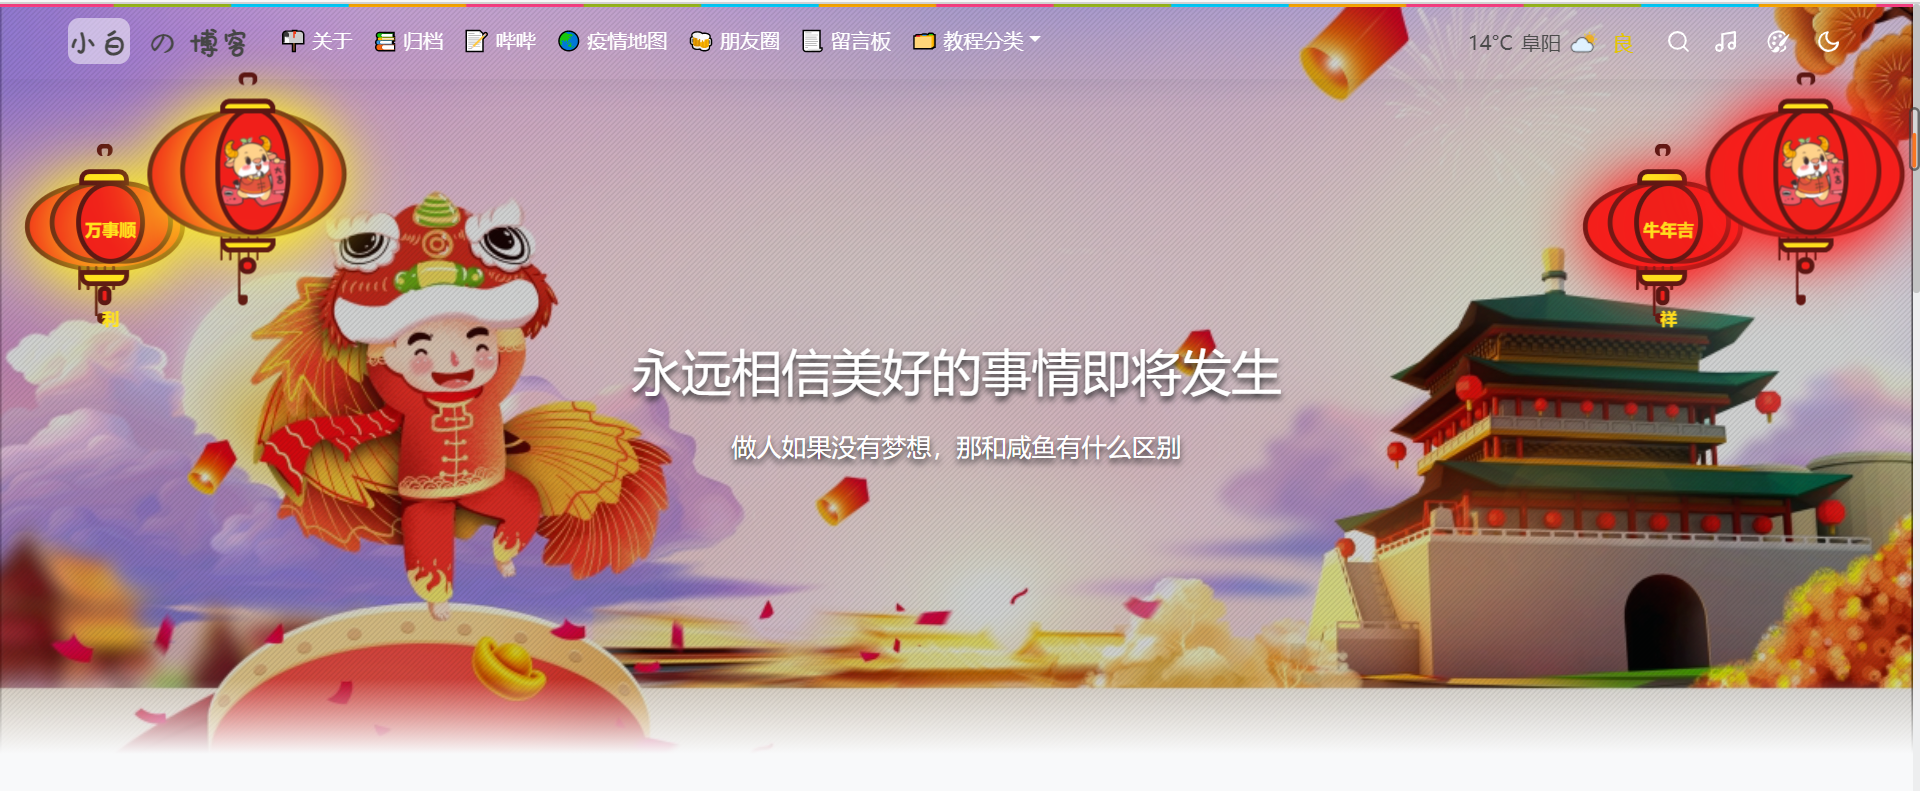 小白 の 博客 关于 归档 哔哔 疫情地图 朋友圈 留言板 教程分类 14°C 阜阳 良
万事顺
利
牛年吉
祥
永远相信美好的事情即将发生
做人如果没有梦想，那和咸鱼有什么区别